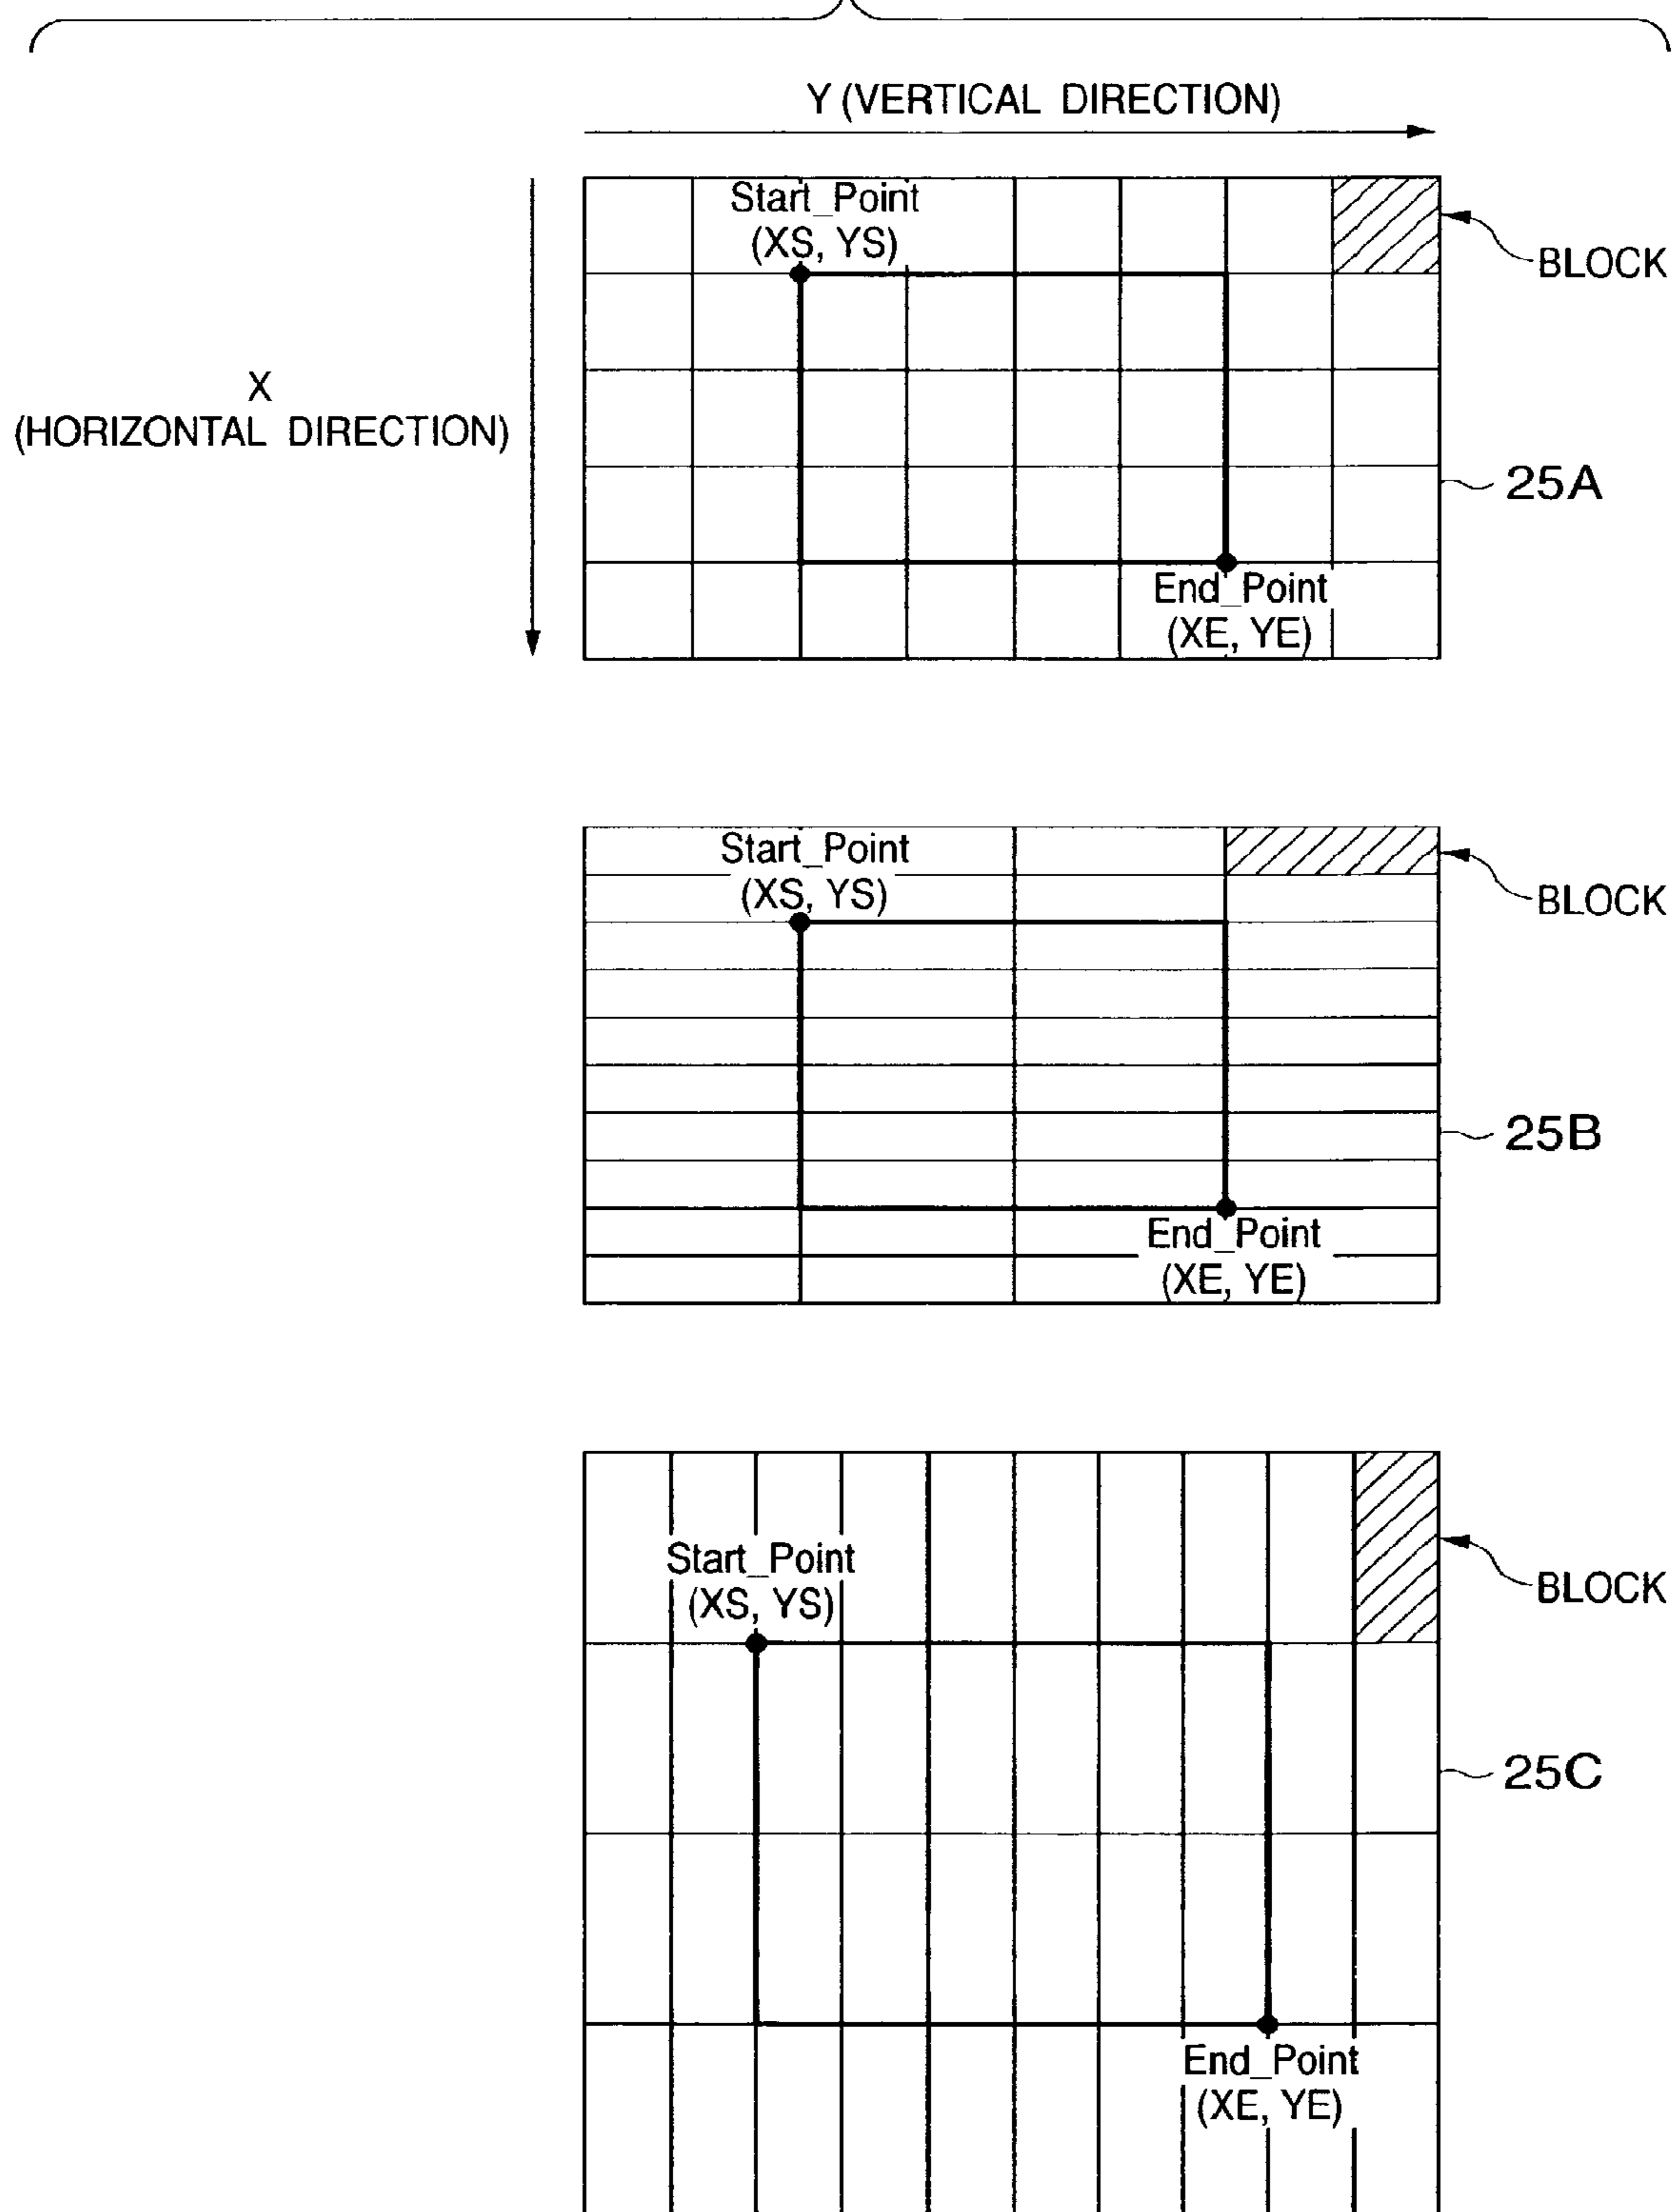 Y (VERTICAL DIRECTION)
X
(HORIZONTAL DIRECTION)
Start_Point
(XS, YS)
BLOCK
25A
End_Point
(XE, YE)
Start_Point
(XS, YS)
BLOCK
25B
End_Point
(XE, YE)
Start_Point
(XS, YS)
BLOCK
25C
End_Point
(XE, YE)